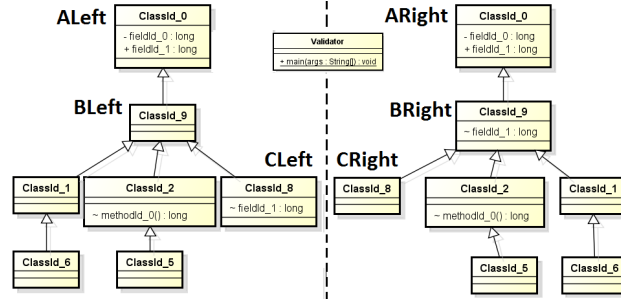 ALeft
ClassId_0
- fieldId_0 : long
+ fieldId_1 : long
BLeft
ClassId_9
CLeft
ClassId_1
ClassId_2
~ methodId_0() : long
ClassId_8
~ fieldId_1 : long
ClassId_6
ClassId_5
Validator
+ main(args : String[]) : void
ARight
ClassId_0
- fieldId_0 : long
+ fieldId_1 : long
BRight
ClassId_9
~ fieldId_1 : long
CRight
ClassId_8
ClassId_2
~ methodId_0() : long
ClassId_1
ClassId_5
ClassId_6